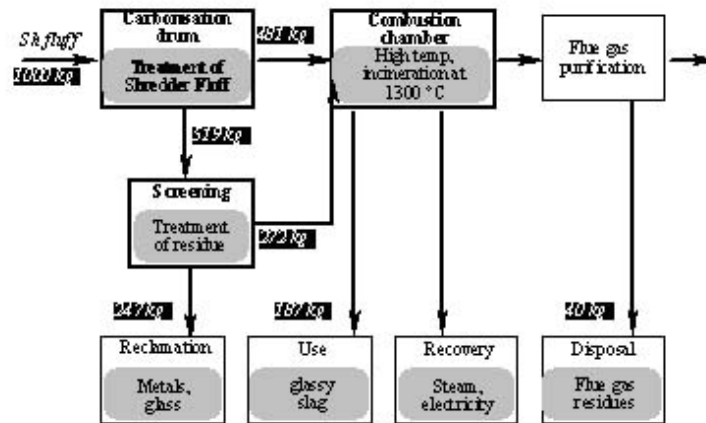 Carbonisation
drum
Sh.fluff
1000 kg
Treatment of
Shredder Fluff
481 kg
Combustion
chamber
High temp,
incineration at
1300 °C
Flue gas
purification
519 kg
Screening
Treatment
of residue
272 kg
247 kg
187 kg
40 kg
Reclamation
Metals,
glass
Use
glassy
slag
Recovery
Steam,
electricity
Disposal
Flue gas
residues